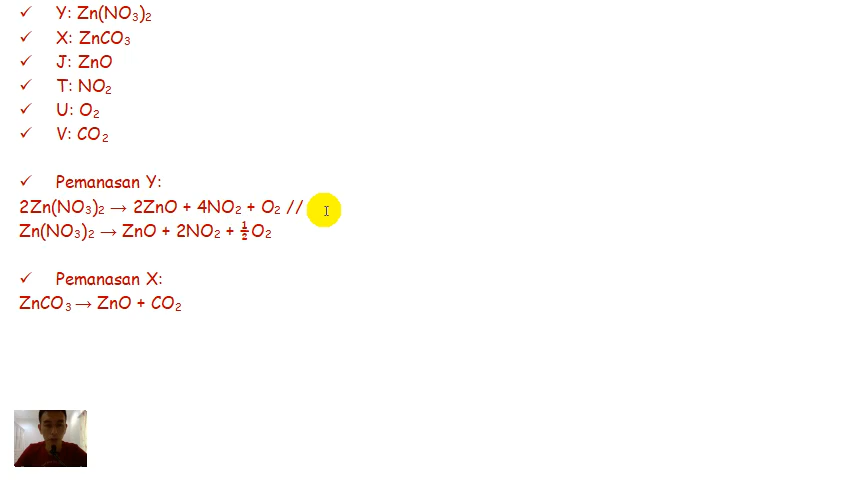 ✓ Y: Zn(NO₃)₂
✓ X: ZnCO₃
✓ J: ZnO
✓ T: NO₂
✓ U: O₂
✓ V: CO₂
✓ Pemanasan Y:
2Zn(NO₃)₂ → 2ZnO + 4NO₂ + O₂ //
Zn(NO₃)₂ → ZnO + 2NO₂ + ½O₂
✓ Pemanasan X:
ZnCO₃ → ZnO + CO₂